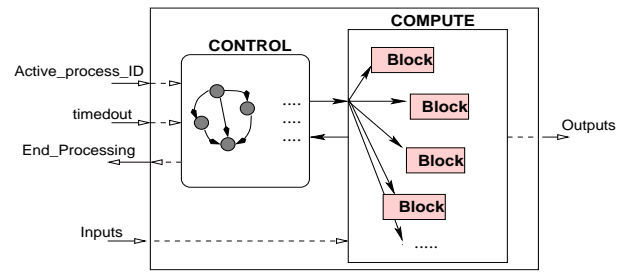 COMPUTE
CONTROL
Block
Active_process_ID
....
Block
timedout
....
Outputs
End_Processing
....
Block
Block
Inputs
.....